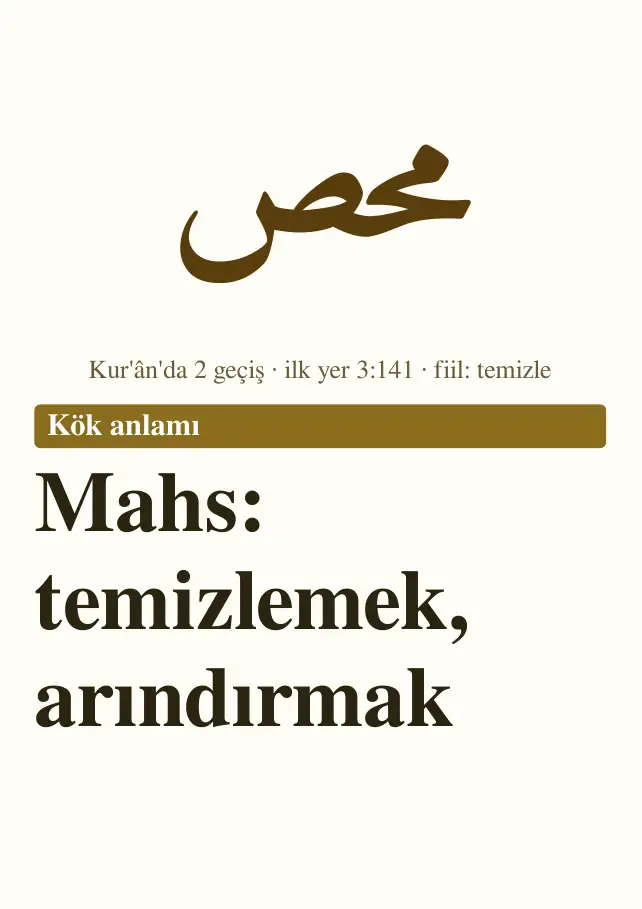 محص
Kur'ân'da 2 geçiş · ilk yer 3:141 · fiil: temizle
Kök anlamı
Mahs:
temizlemek,
arındırmak